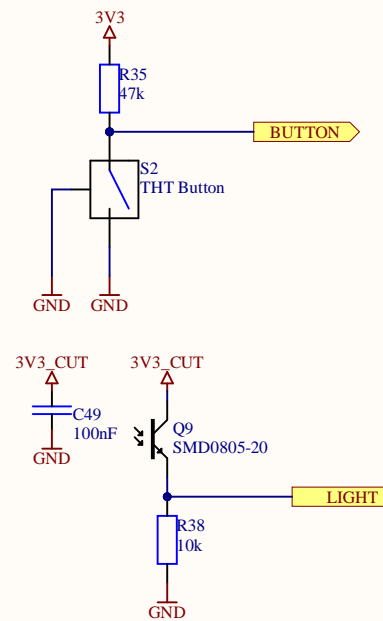 3V3
R35
47k
BUTTON
S2
THT Button
GND
GND
3V3_CUT
3V3_CUT
C49
100nF
Q9
SMD0805-20
GND
LIGHT
R38
10k
GND